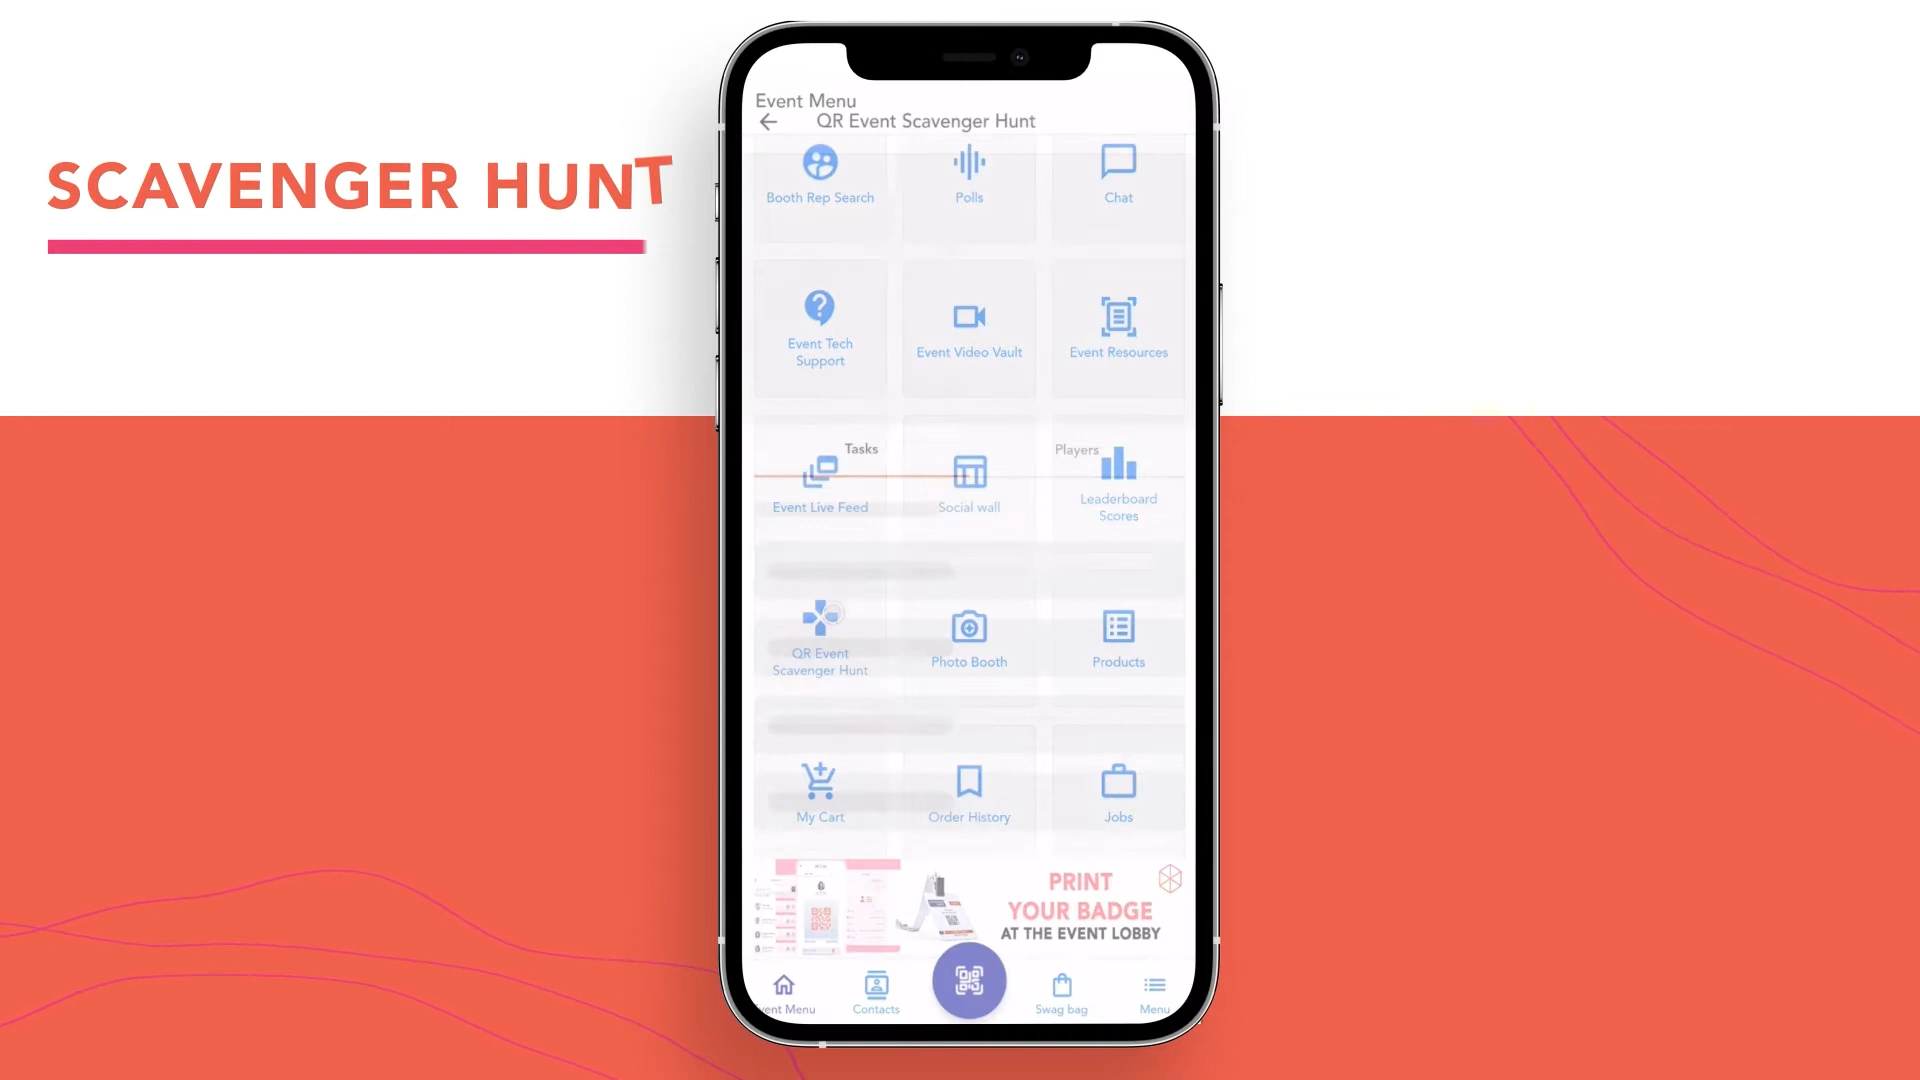 SCAVENGER HUNT
Event Menu
QR Event Scavenger Hunt
Booth Rep Search
Polls
Chat
Event Tech
Support
Event Video Vault
Event Resources
Tasks
Players
Event Live Feed
Social wall
Leaderboard
Scores
QR Event
Scavenger Hunt
Photo Booth
Products
My Cart
Order History
Jobs
PRINT
YOUR BADGE
AT THE EVENT LOBBY
vent Menu
Contacts
Swag bag
Menu